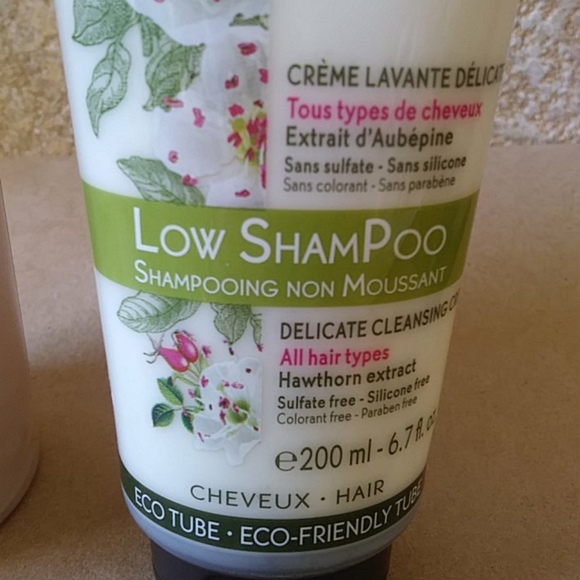 CRÈME LAVANTE DÉLICAT
Tous types de cheveux
Extrait d'Aubépine
Sans sulfate - Sans silicone
Sans colorant - Sans parabène
LOW SHAMPOO
SHAMPOOING NON MOUSSANT
DELICATE CLEANSING
All hair types
Hawthorn extract
Sulfate free - Silicone free
Colorant free - Paraben free
℮200 ml - 6.7 fl. oz
CHEVEUX · HAIR
ECO TUBE · ECO-FRIENDLY TUBE